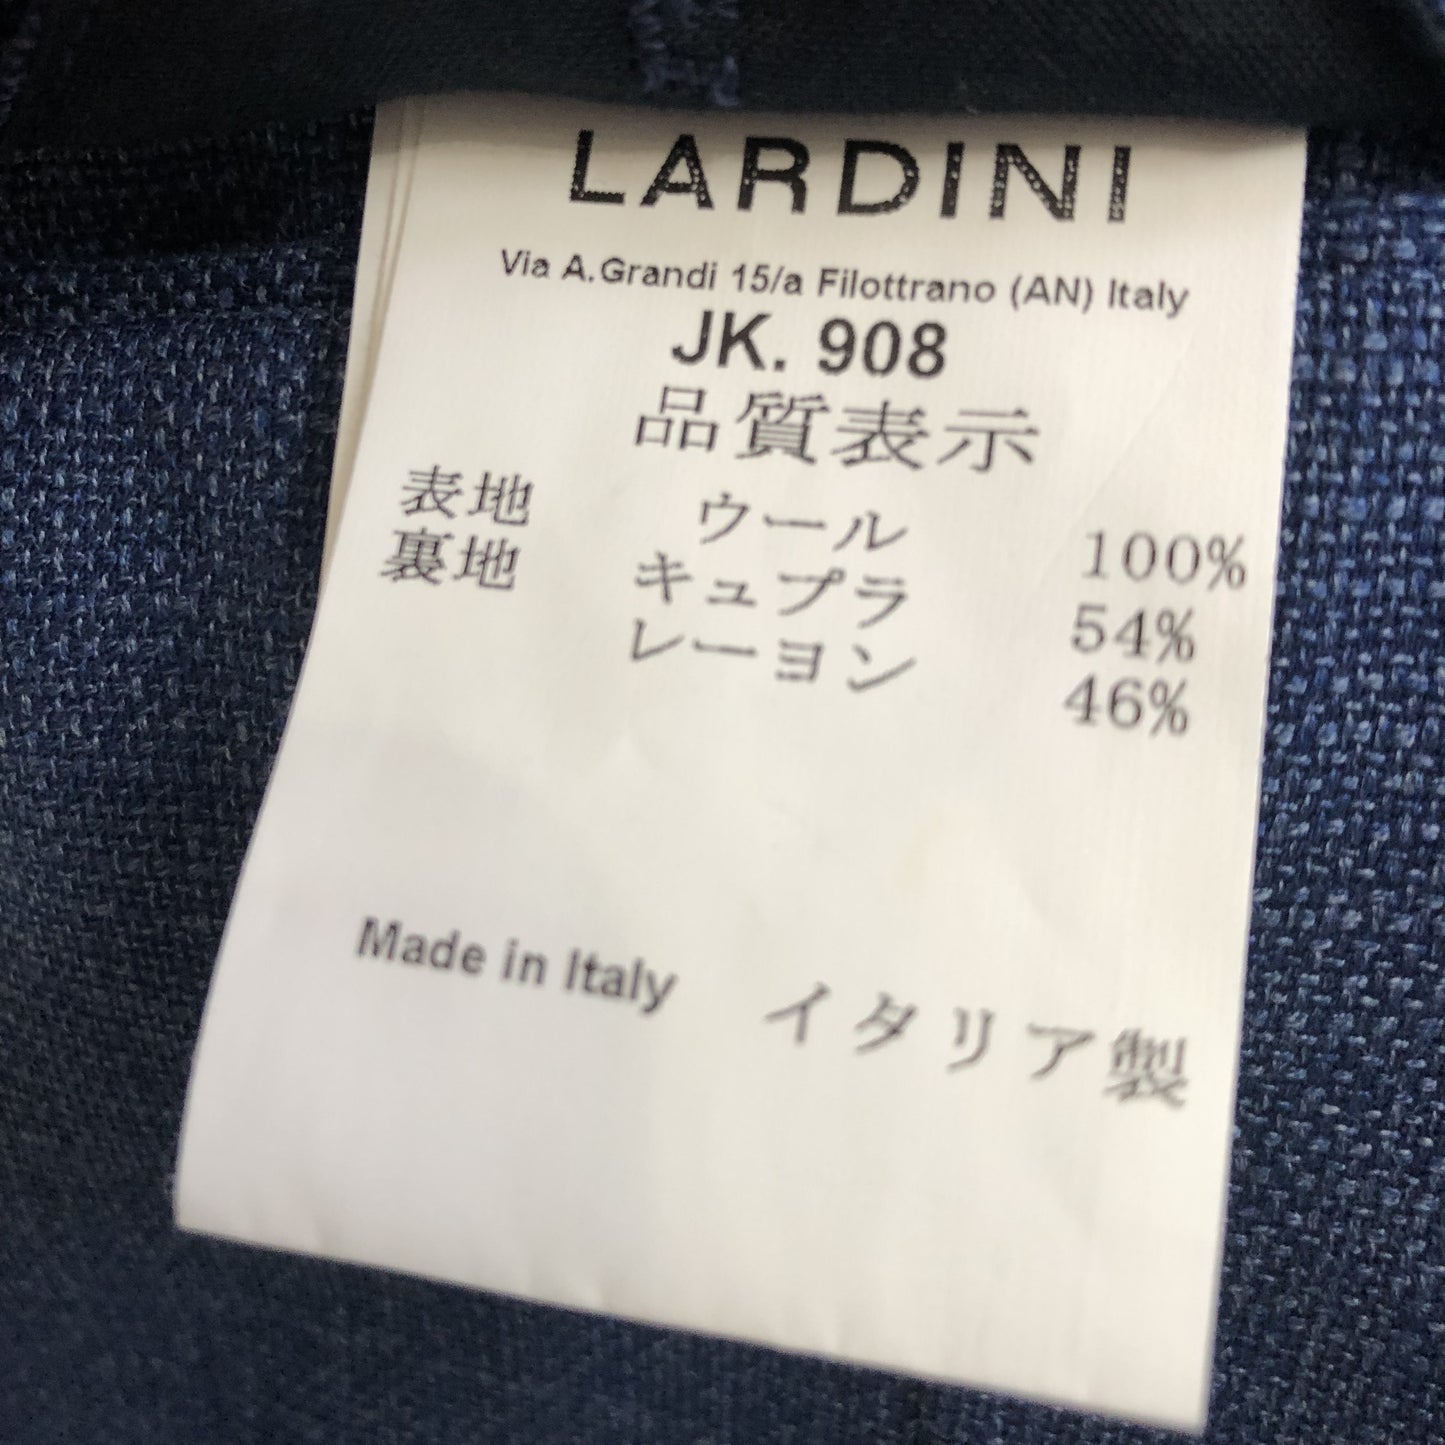 LARDINI
Via A.Grandi 15/a Filottrano (AN) Italy
JK. 908
品質表示
表地 ウール 100%
裏地 キュプラ 54%
レーヨン 46%
Made in Italy イタリア製